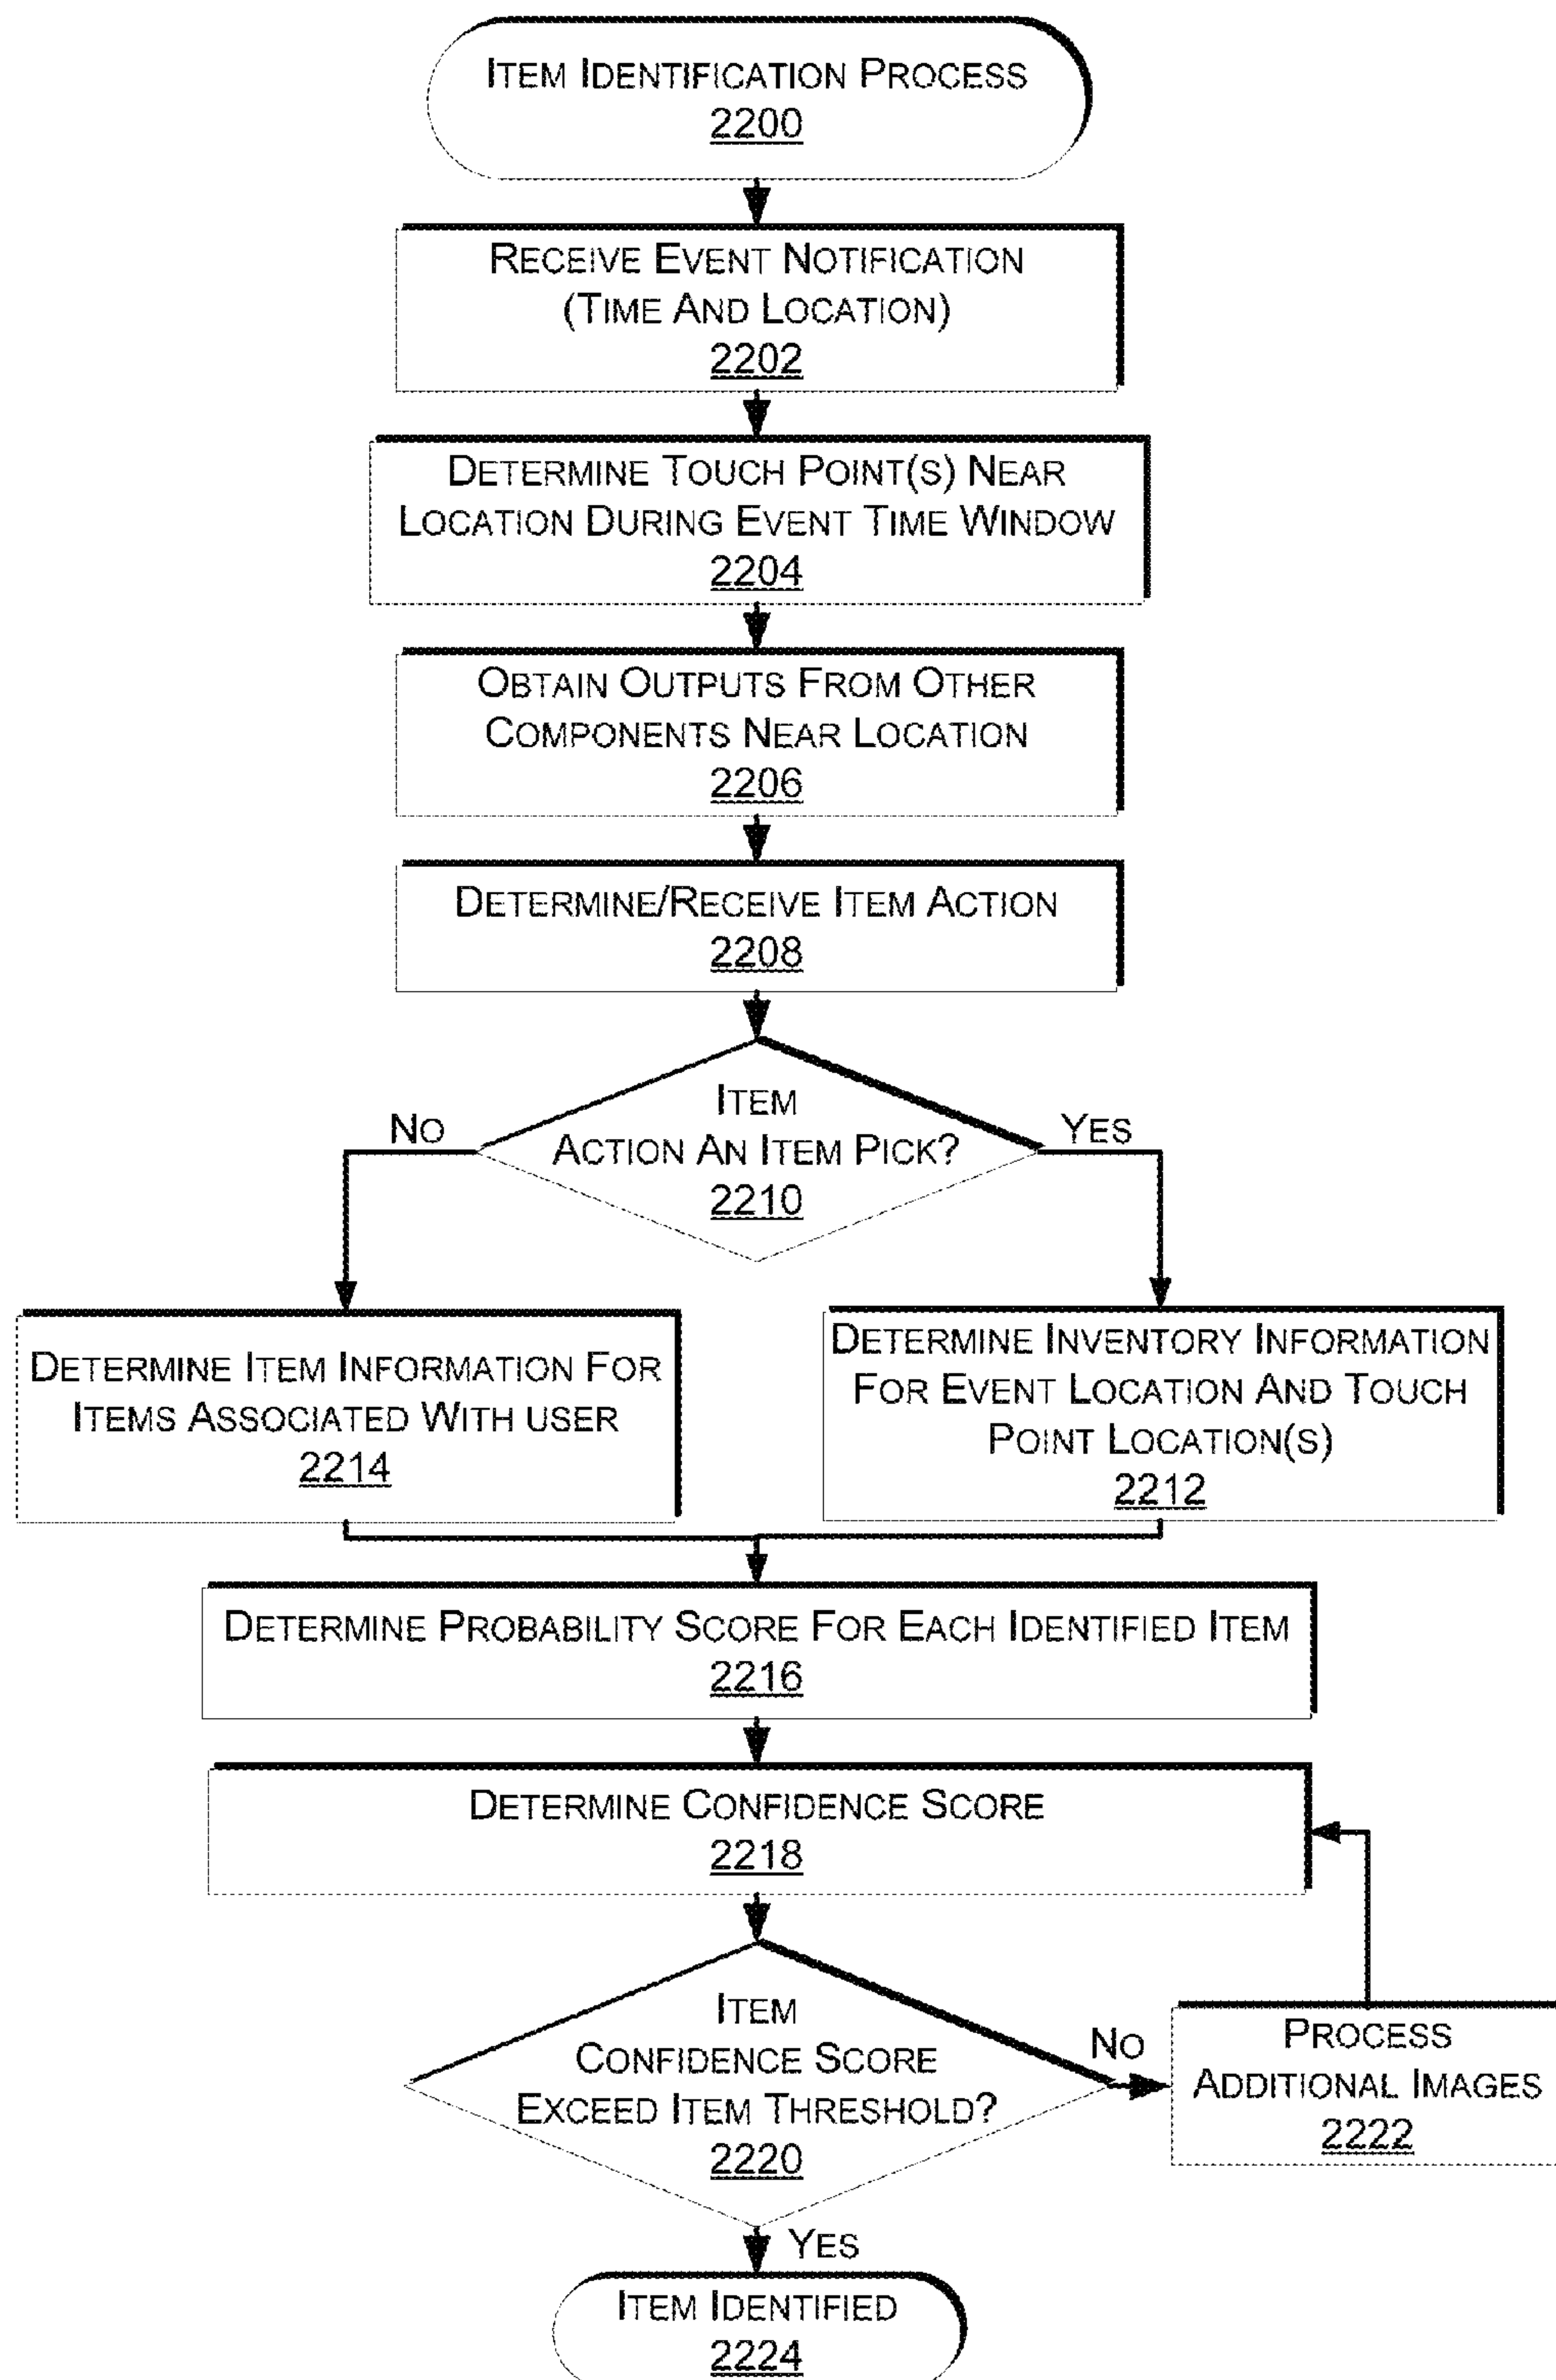 ITEM IDENTIFICATION PROCESS
2200
RECEIVE EVENT NOTIFICATION
(TIME AND LOCATION)
2202
DETERMINE TOUCH POINT(S) NEAR
LOCATION DURING EVENT TIME WINDOW
2204
OBTAIN OUTPUTS FROM OTHER
COMPONENTS NEAR LOCATION
2206
DETERMINE/RECEIVE ITEM ACTION
2208
ITEM
ACTION AN ITEM PICK?
2210
NO
YES
DETERMINE ITEM INFORMATION FOR
ITEMS ASSOCIATED WITH USER
2214
DETERMINE INVENTORY INFORMATION
FOR EVENT LOCATION AND TOUCH
POINT LOCATION(S)
2212
DETERMINE PROBABILITY SCORE FOR EACH IDENTIFIED ITEM
2216
DETERMINE CONFIDENCE SCORE
2218
ITEM
CONFIDENCE SCORE
EXCEED ITEM THRESHOLD?
2220
NO
PROCESS
ADDITIONAL IMAGES
2222
YES
ITEM IDENTIFIED
2224